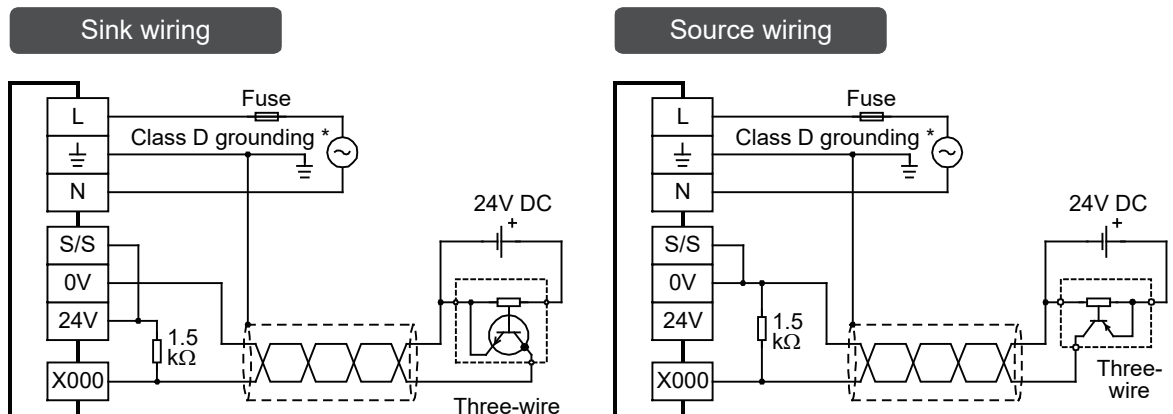 Sink wiring
L
Fuse
Class D grounding *
N
24V DC
+
S/S
0V
24V
1.5
kΩ
X000
Three-wire
Source wiring
L
Fuse
Class D grounding *
N
24V DC
+
S/S
0V
24V
1.5
kΩ
X000
Three-
wire